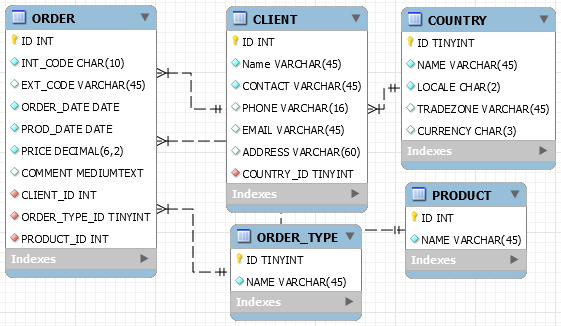 ORDER
ID INT
INT_CODE CHAR(10)
EXT_CODE VARCHAR(45)
ORDER_DATE DATE
PROD_DATE DATE
PRICE DECIMAL(6,2)
COMMENT MEDIUMTEXT
CLIENT_ID INT
ORDER_TYPE_ID TINYINT
PRODUCT_ID INT
Indexes
CLIENT
ID INT
Name VARCHAR(45)
CONTACT VARCHAR(45)
PHONE VARCHAR(16)
EMAIL VARCHAR(45)
ADDRESS VARCHAR(60)
COUNTRY_ID TINYINT
Indexes
COUNTRY
ID TINYINT
NAME VARCHAR(45)
LOCALE CHAR(2)
TRADEZONE VARCHAR(45)
CURRENCY CHAR(3)
Indexes
ORDER_TYPE
ID TINYINT
NAME VARCHAR(45)
Indexes
PRODUCT
ID INT
NAME VARCHAR(45)
Indexes